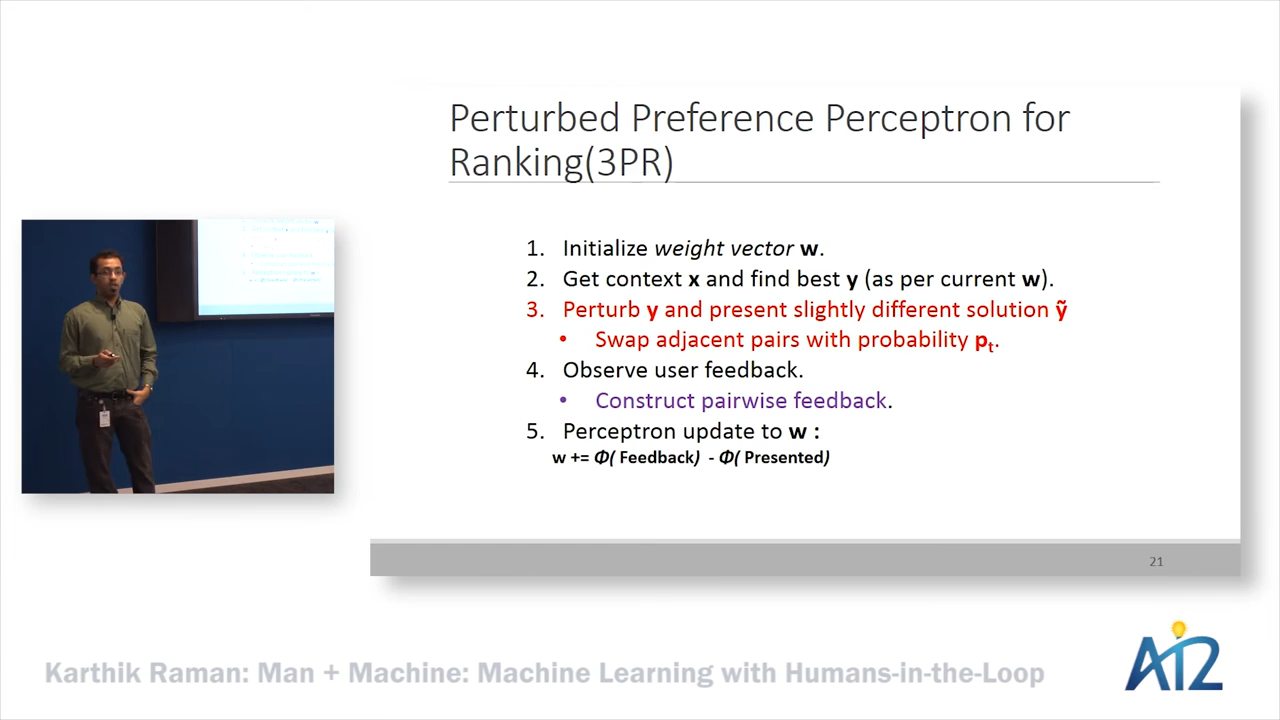 Perturbed Preference Perceptron for
Ranking(3PR)
1. Initialize weight vector w.
2. Get context x and find best y (as per current w).
3. Perturb y and present slightly different solution ỹ
• Swap adjacent pairs with probability pt.
4. Observe user feedback.
• Construct pairwise feedback.
5. Perceptron update to w :
w += Φ( Feedback) - Φ( Presented)
21
Karthik Raman: Man + Machine: Machine Learning with Humans-in-the-Loop
Ai2